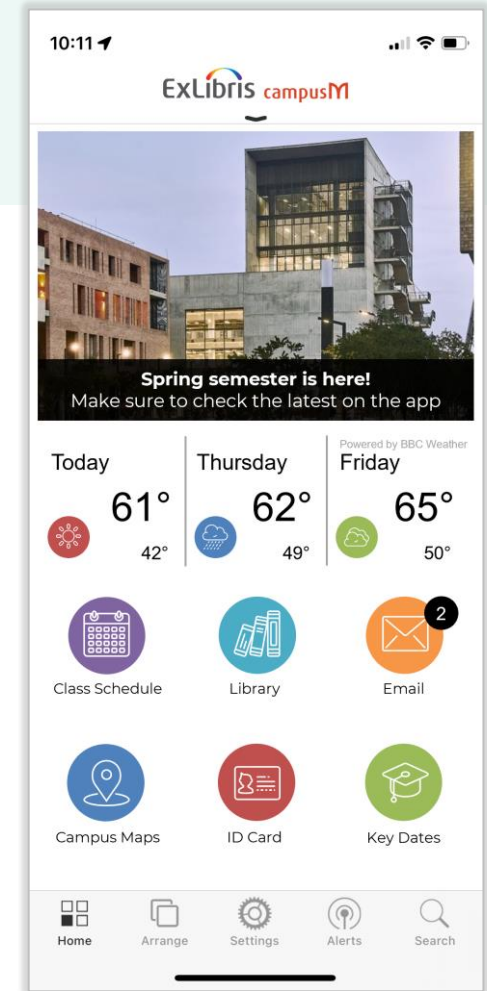 10:11
ExLibris campusM
Spring semester is here!
Make sure to check the latest on the app
Powered by BBC Weather
Today
Thursday
Friday
61°
62°
65°
42°
49°
50°
2
Class Schedule
Library
Email
Campus Maps
ID Card
Key Dates
Home
Arrange
Settings
Alerts
Search